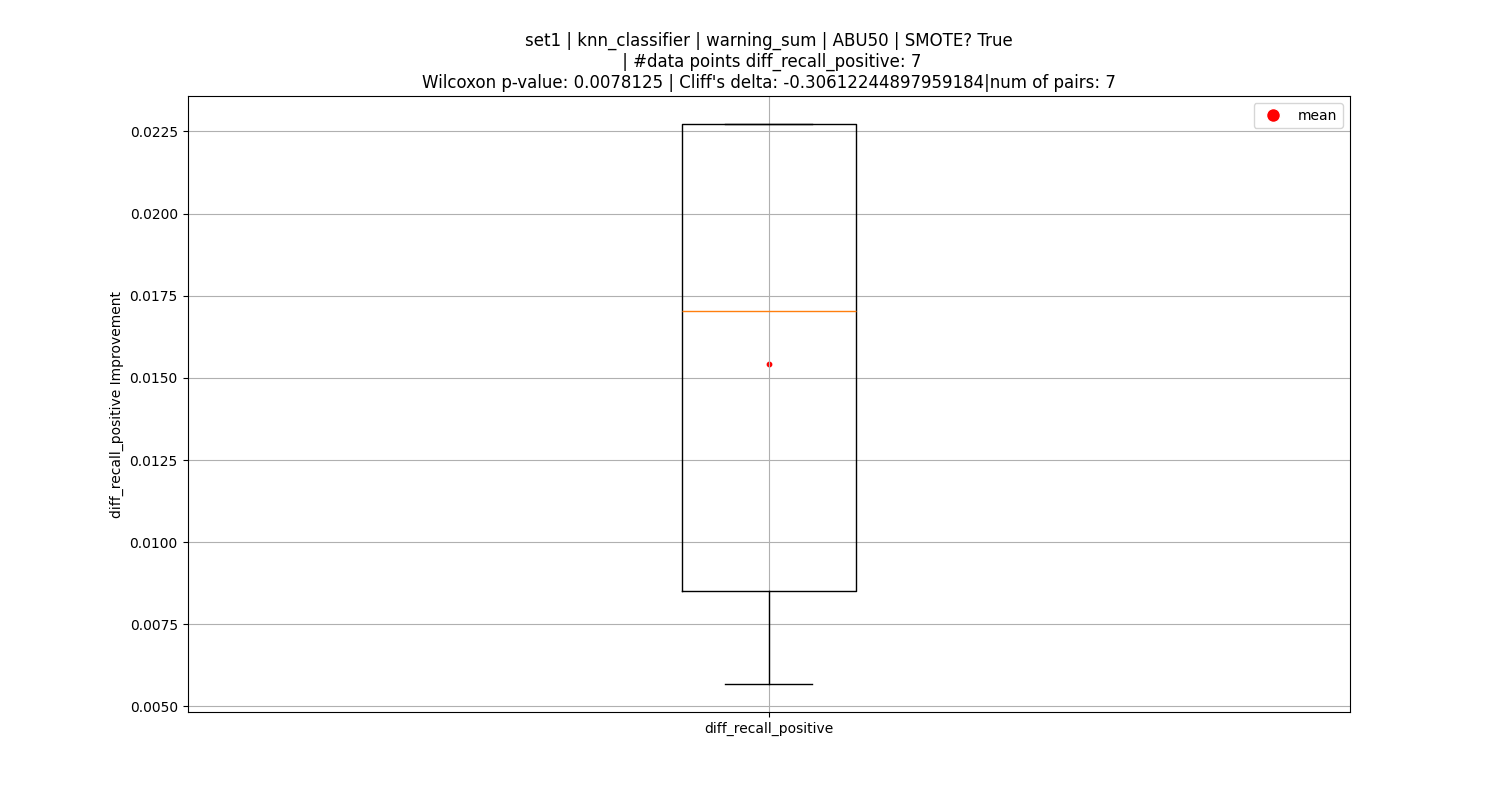 set1 | knn_classifier | warning_sum | ABU50 | SMOTE? True
| #data points diff_recall_positive: 7
Wilcoxon p-value: 0.0078125 | Cliff's delta: -0.30612244897959184|num of pairs: 7
mean
0.0225
0.0200
0.0175
0.0150
0.0125
0.0100
0.0075
0.0050
diff_recall_positive Improvement
diff_recall_positive